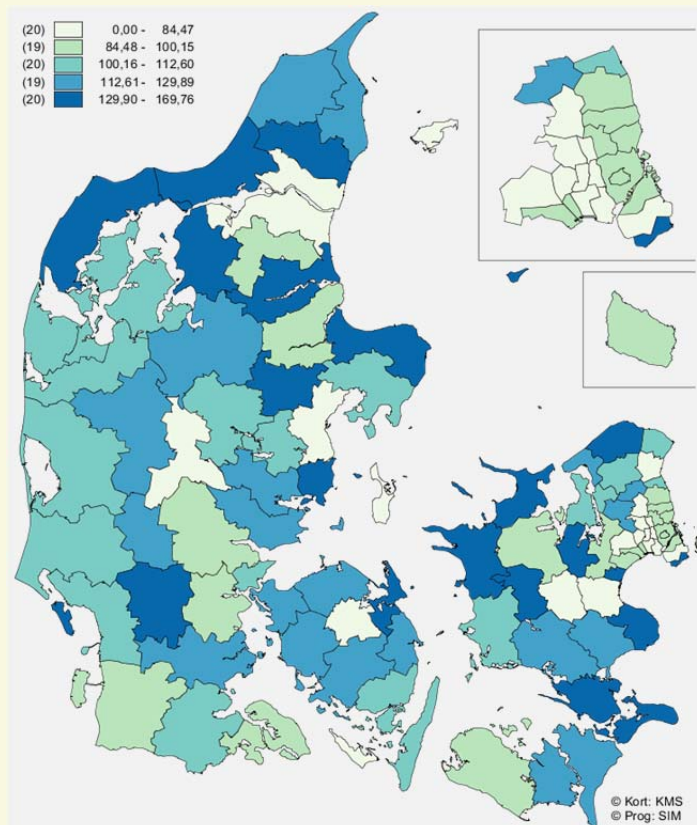 (20) 0,00 - 84,47
(19) 84,48 - 100,15
(20) 100,16 - 112,60
(19) 112,61 - 129,89
(20) 129,90 - 169,76
© Kort: KMS
© Prog: SIM